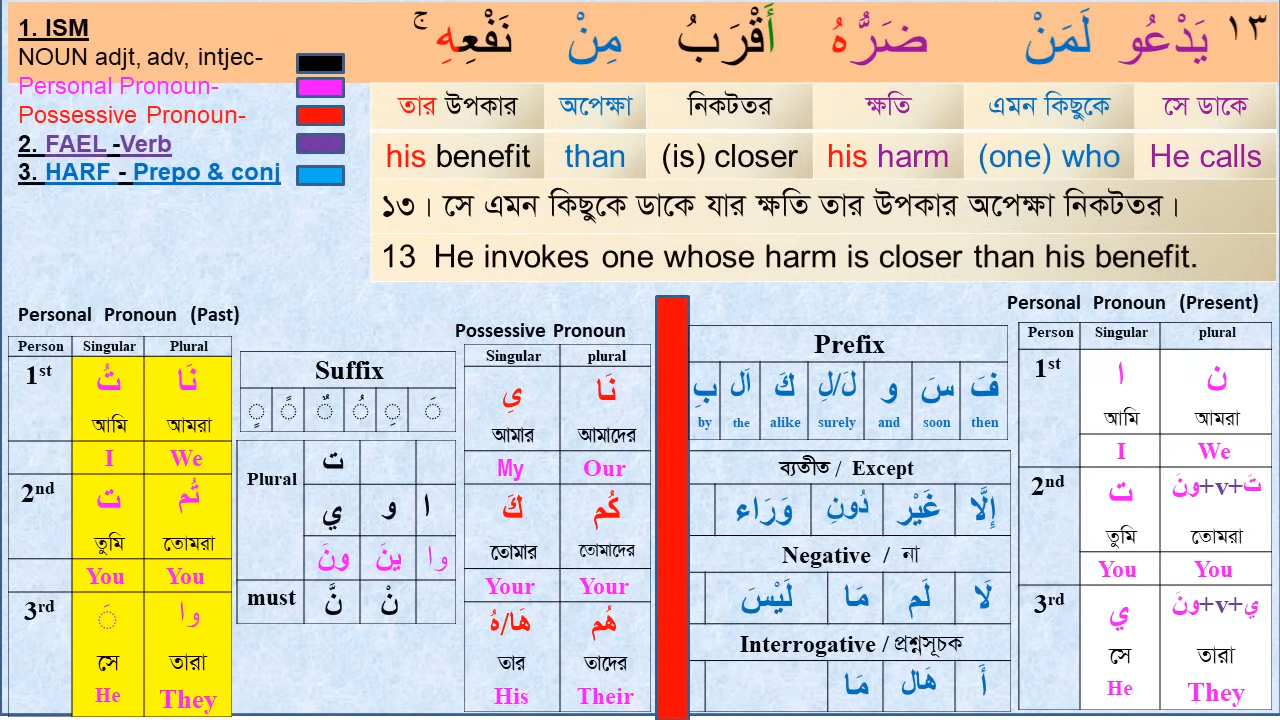 1. ISM
NOUN adjt, adv, intjec-
Personal Pronoun-
Possessive Pronoun-
2. FAEL -Verb
3. HARF - Prepo & conj
١٣ يَدْعُو لَمَنْ ضَرُّهُ أَقْرَبُ مِنْ نَفْعِهِ ۚ
তার উপকার অপেক্ষা নিকটতর ক্ষতি এমন কিছুকে সে ডাকে
his benefit than (is) closer his harm (one) who He calls
১৩। সে এমন কিছুকে ডাকে যার ক্ষতি তার উপকার অপেক্ষা নিকটতর।
13 He invokes one whose harm is closer than his benefit.
Personal Pronoun (Past)
Person Singular Plural
1st تُ نَا
আমি আমরা
I We
2nd ت تُم
তুমি তোমরা
You You
3rd َ وا
সে তারা
He They
Suffix
ٍ ً ٌ ُ ِ َ
Plural ت
ي و ا
ونَ ينَ وا
must نَّ نْ
Possessive Pronoun
Singular plural
يِ نَا
আমার আমাদের
My Our
كَ كُم
তোমার তোমাদের
Your Your
هَا/هُ هُم
তার তাদের
His Their
Prefix
بِ اَل كَ لَ/لِ و سَ فَ
by the alike surely and soon then
ব্যতীত / Except
وَرَاء دُونِ غَيْر إِلَّا
Negative / না
لَيْسَ مَا لَم لَا
Interrogative / প্রশ্নসূচক
مَا هَال أَ
Personal Pronoun (Present)
Person Singular plural
1st ا ن
আমি আমরা
I We
2nd ت تَ+v+ونَ
তুমি তোমরা
You You
3rd ي ي+v+ونَ
সে তারা
He They